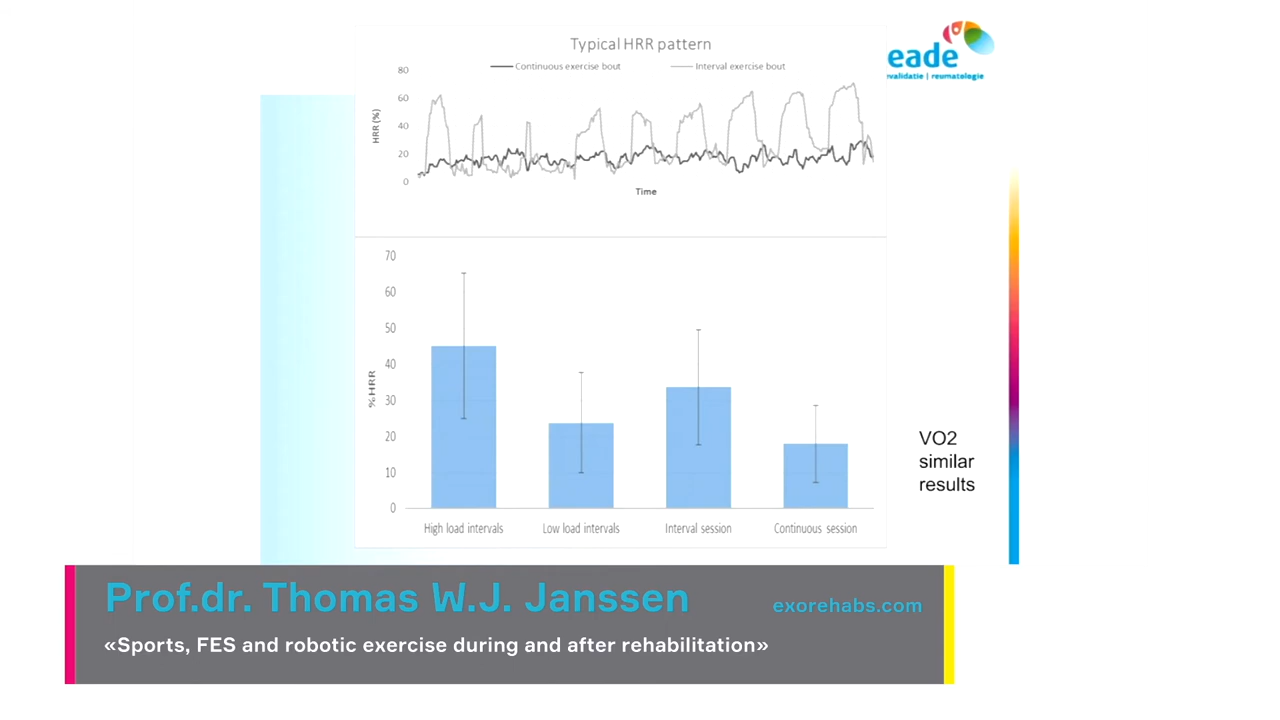 Typical HRR pattern
Continuous exercise bout
Interval exercise bout
HRR (%)
80
60
40
20
0
Time
eade
evalidatie | reumatologie
%HRR
70
60
50
40
30
20
10
0
High load intervals
Low load intervals
Interval session
Continuous session
VO2
similar
results
Prof.dr. Thomas W.J. Janssen
exorehabs.com
«Sports, FES and robotic exercise during and after rehabilitation»